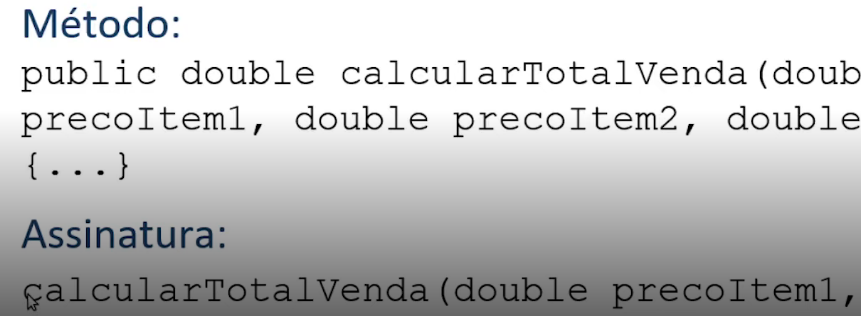 Método:
public double calcularTotalVenda(doub
precoItem1, double precoItem2, double
{...}
Assinatura:
calcularTotalVenda(double precoItem1,